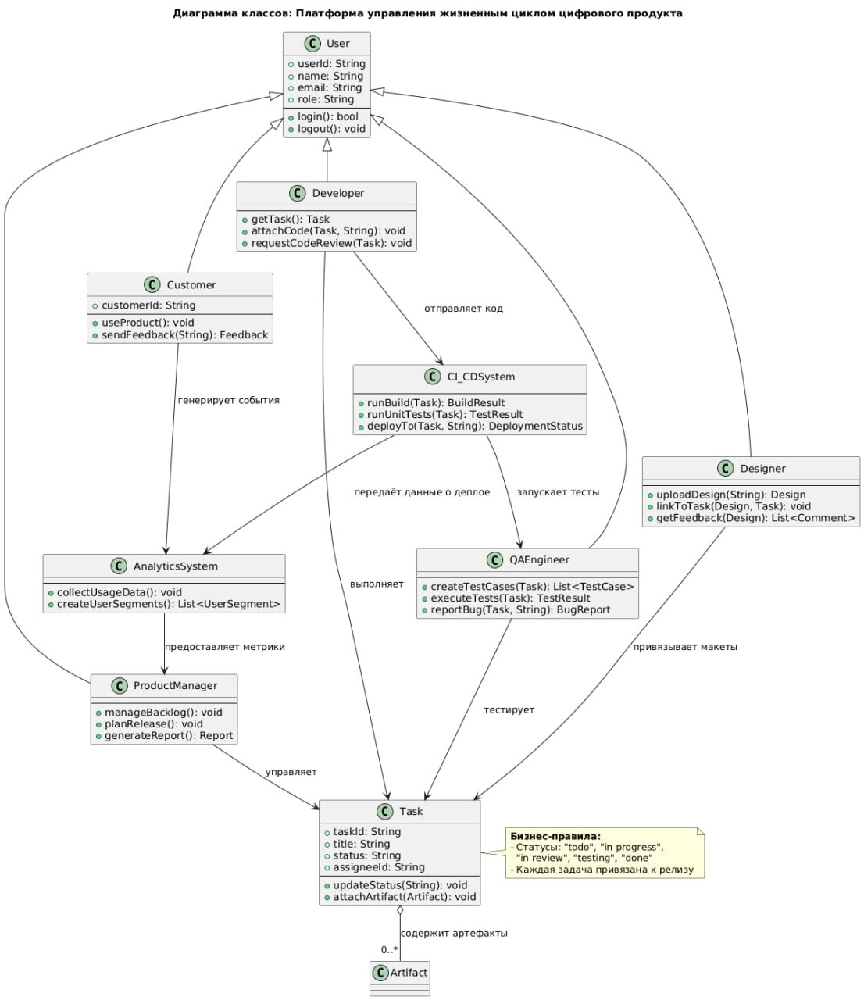 Диаграмма классов: Платформа управления жизненным циклом цифрового продукта
C User
userId: String
name: String
email: String
role: String
login(): bool
logout(): void
C Developer
getTask(): Task
attachCode(Task, String): void
requestCodeReview(Task): void
C Customer
customerId: String
useProduct(): void
sendFeedback(String): Feedback
отправляет код
C CI_CDSystem
runBuild(Task): BuildResult
runUnitTests(Task): TestResult
deployTo(Task, String): DeploymentStatus
генерирует события
C Designer
uploadDesign(String): Design
linkToTask(Design, Task): void
getFeedback(Design): List<Comment>
передаёт данные о деплое
запускает тесты
C AnalyticsSystem
collectUsageData(): void
createUserSegments(): List<UserSegment>
C QAEngineer
createTestCases(Task): List<TestCase>
executeTests(Task): TestResult
reportBug(Task, String): BugReport
выполняет
предоставляет метрики
привязывает макеты
C ProductManager
manageBacklog(): void
planRelease(): void
generateReport(): Report
тестирует
управляет
C Task
taskId: String
title: String
status: String
assigneeId: String
updateStatus(String): void
attachArtifact(Artifact): void
Бизнес-правила:
- Статусы: "todo", "in progress",
"in review", "testing", "done"
- Каждая задача привязана к релизу
содержит артефакты
0..*
C Artifact